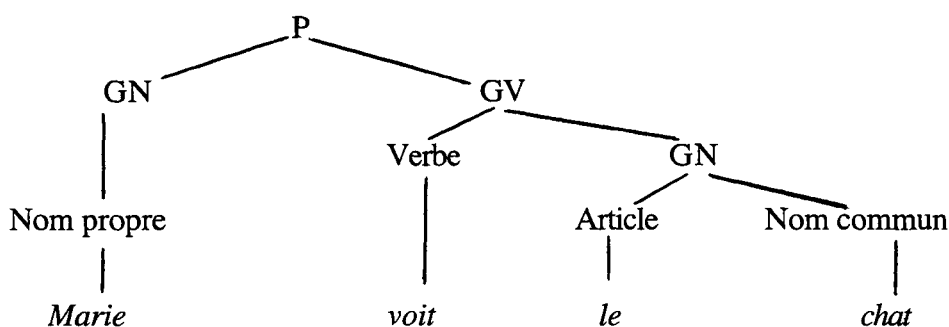 P
GN GV
Verbe GN
Nom propre Article Nom commun
Marie voit le chat